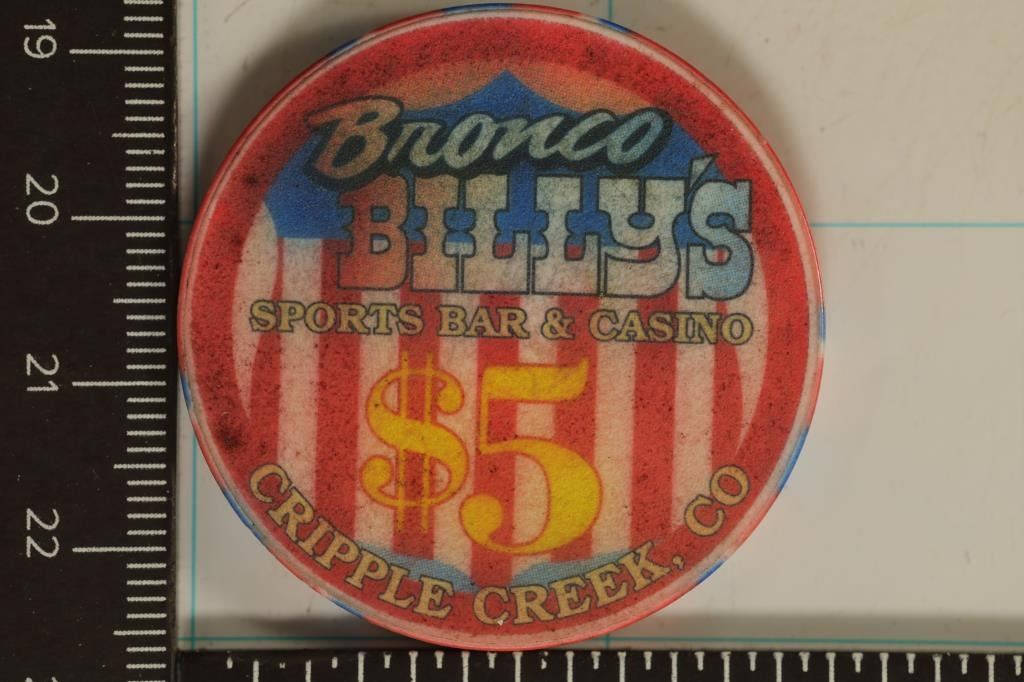 Bronco
BILLY'S
SPORTS BAR & CASINO
$5
CRIPPLE CREEK, CO
19
20
21
22